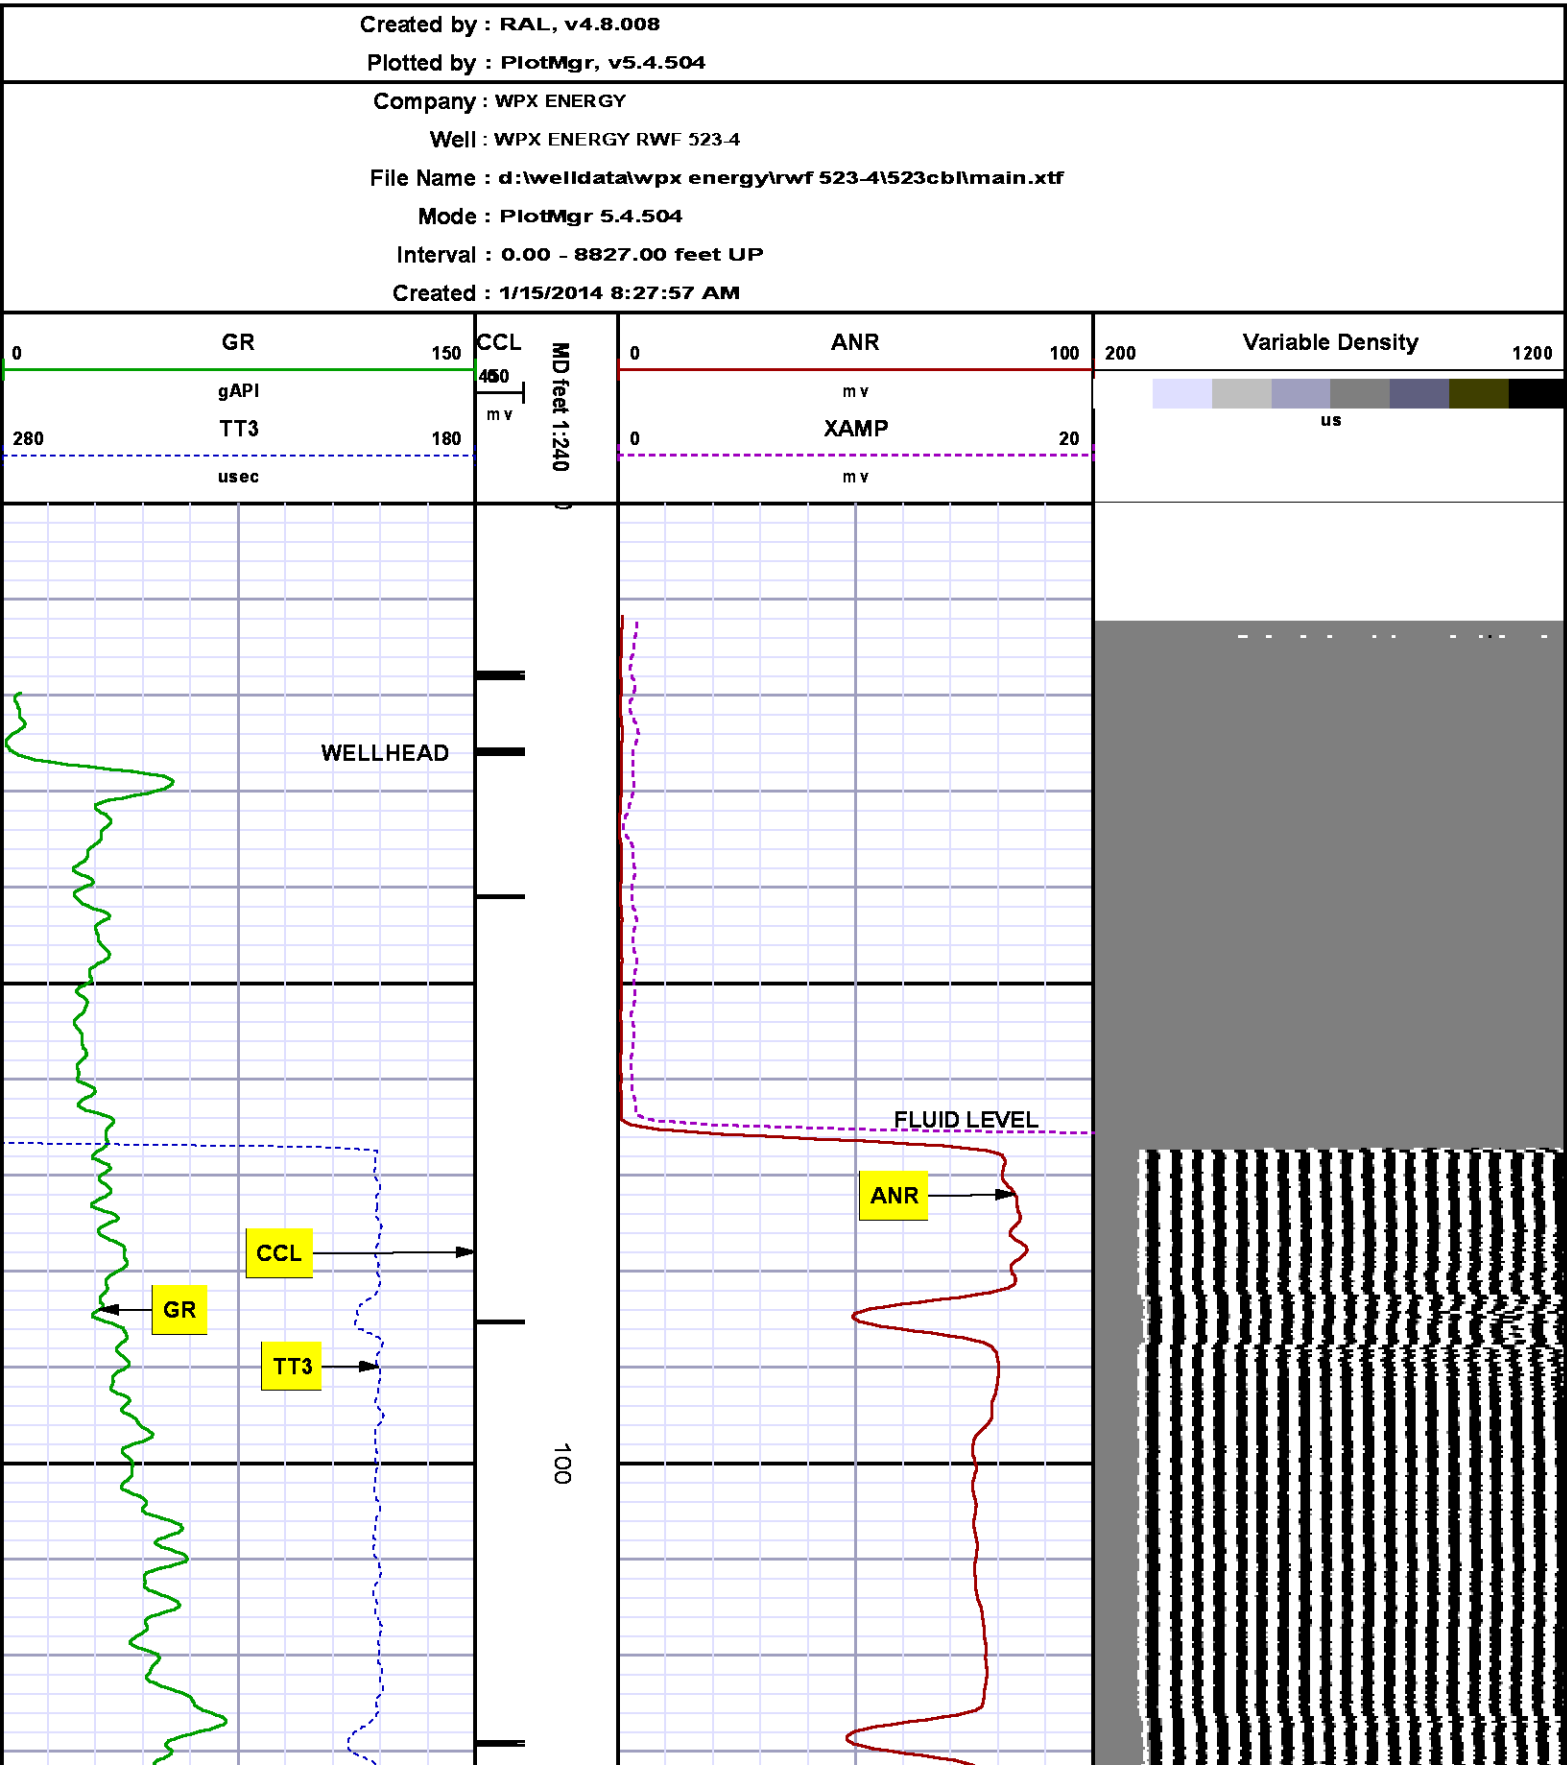 Created by : RAL, v4.8.008
Plotted by : PlotMgr, v5.4.504
Company : WPX ENERGY
Well : WPX ENERGY RWF 523-4
File Name : d:\welldata\wpx energy\rwf 523-4\523cbl\main.xtf
Mode : PlotMgr 5.4.504
Interval : 0.00 - 8827.00 feet UP
Created : 1/15/2014 8:27:57 AM
0 GR 150
gAPI
280 TT3 180
usec
CCL
mv
MD feet 1:240
0 ANR 100
mv
0 XAMP 20
mv
200 Variable Density 1200
us
WELLHEAD
FLUID LEVEL
ANR
CCL
GR
TT3
100